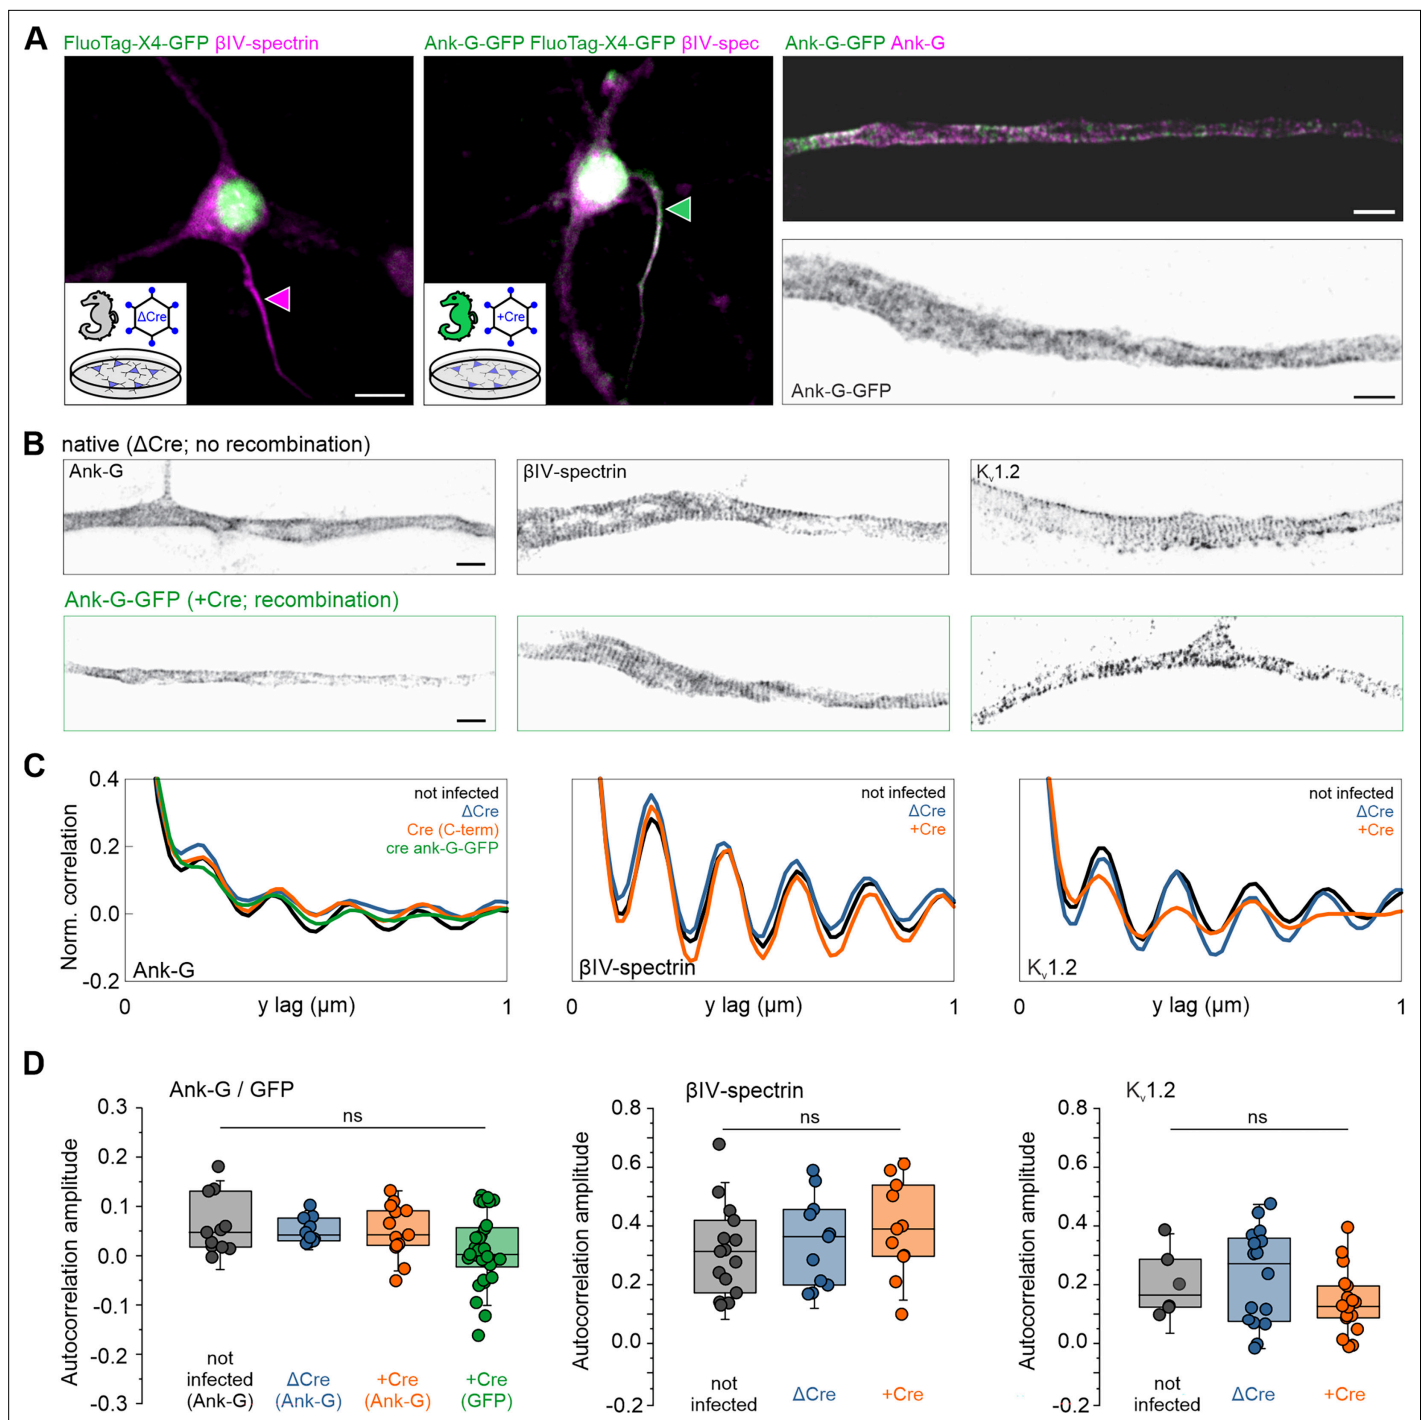 A
FluoTag-X4-GFP βIV-spectrin
Ank-G-GFP FluoTag-X4-GFP βIV-spec
Ank-G-GFP Ank-G
ΔCre
+Cre
Ank-G-GFP
B
native (ΔCre; no recombination)
Ank-G
βIV-spectrin
Kv1.2
Ank-G-GFP (+Cre; recombination)
C
Norm. correlation
0.4
0.2
0.0
-0.2
not infected
ΔCre
Cre (C-term)
cre ank-G-GFP
Ank-G
0
y lag (µm)
1
not infected
ΔCre
+Cre
βIV-spectrin
0
y lag (µm)
1
not infected
ΔCre
+Cre
Kv1.2
0
y lag (µm)
1
D
Ank-G / GFP
Autocorrelation amplitude
0.3
0.2
0.1
0.0
-0.1
-0.2
-0.3
ns
not
infected
(Ank-G)
ΔCre
(Ank-G)
+Cre
(Ank-G)
+Cre
(GFP)
βIV-spectrin
Autocorrelation amplitude
0.8
0.6
0.4
0.2
0.0
-0.2
ns
not
infected
ΔCre
+Cre
Kv1.2
Autocorrelation amplitude
0.8
0.6
0.4
0.2
0.0
-0.2
ns
not
infected
ΔCre
+Cre